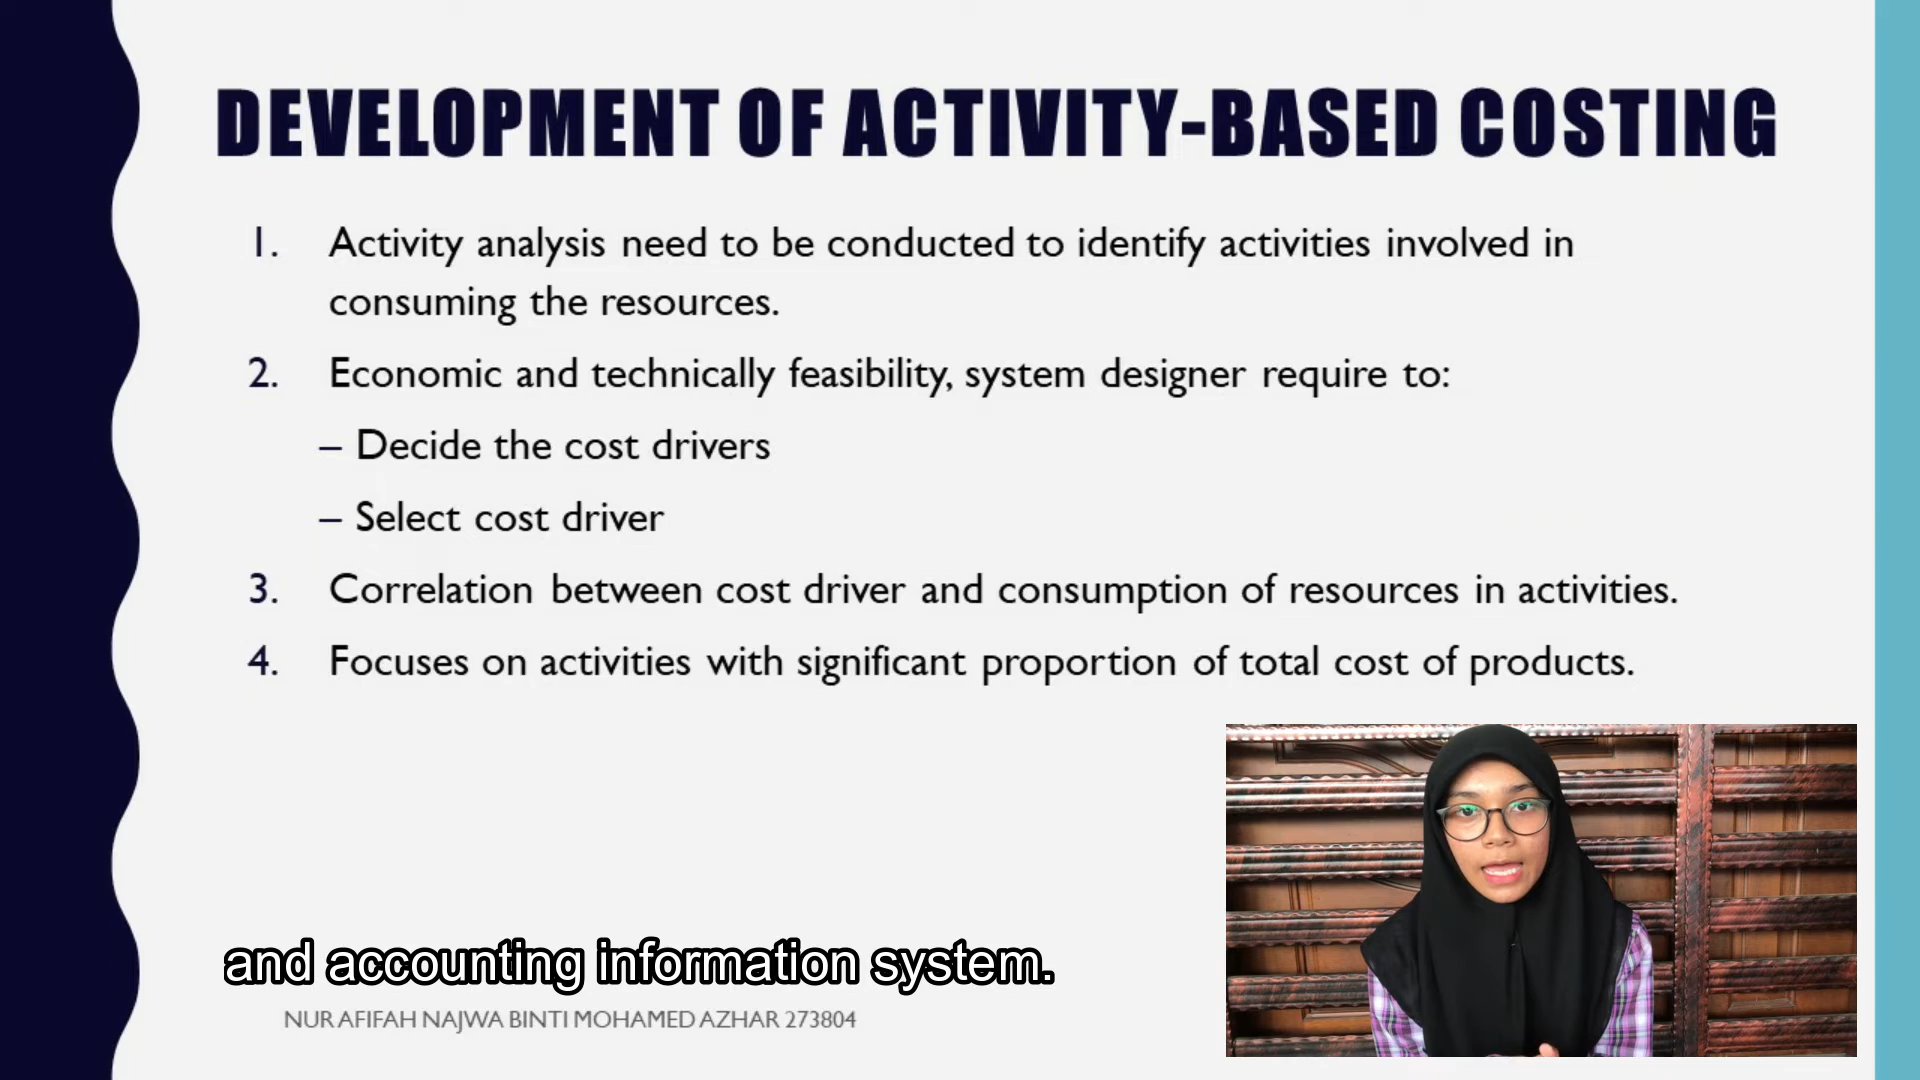 DEVELOPMENT OF ACTIVITY-BASED COSTING
1. Activity analysis need to be conducted to identify activities involved in
consuming the resources.
2. Economic and technically feasibility, system designer require to:
– Decide the cost drivers
– Select cost driver
3. Correlation between cost driver and consumption of resources in activities.
4. Focuses on activities with significant proportion of total cost of products.
and accounting information system.
NUR AFIFAH NAJWA BINTI MOHAMED AZHAR 273804